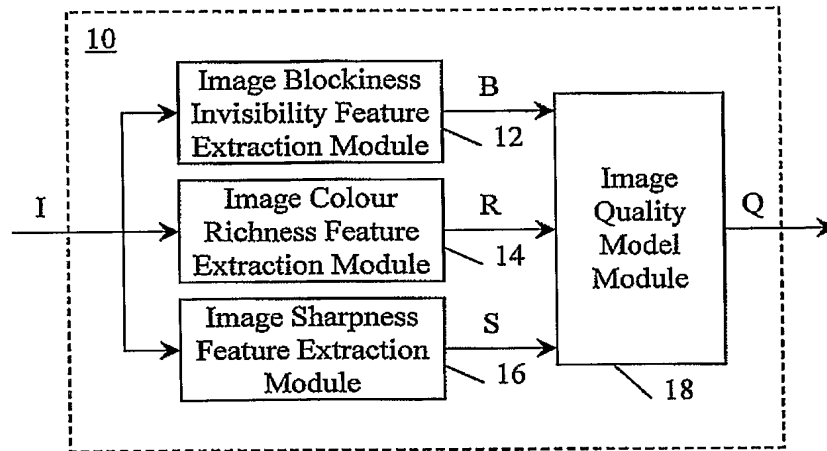 10
Image Blockiness
Invisibility Feature
Extraction Module
B
12
Image Colour
Richness Feature
Extraction Module
R
14
Image Sharpness
Feature Extraction
Module
S
16
I
Image
Quality
Model
Module
18
Q